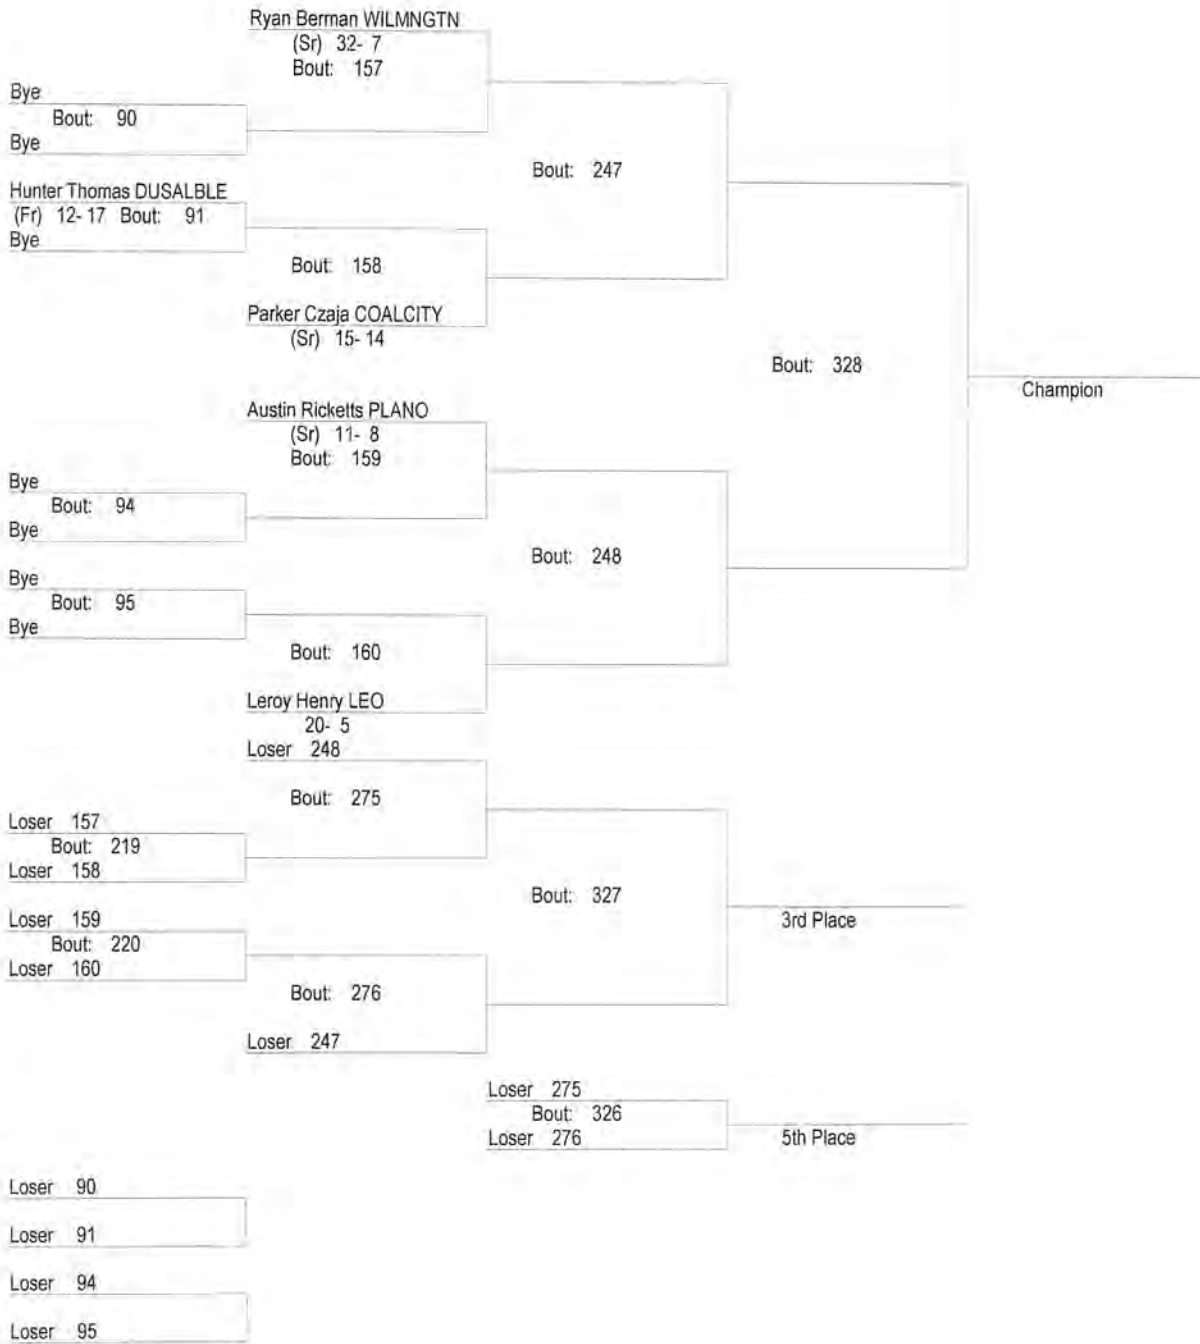 Ryan Berman WILMNGTN
(Sr) 32- 7
Bout: 157
Bye
Bout: 90
Bye
Bout: 247
Hunter Thomas DUSALBLE
(Fr) 12- 17 Bout: 91
Bye
Bout: 158
Parker Czaja COALCITY
(Sr) 15- 14
Bout: 328
Champion
Austin Ricketts PLANO
(Sr) 11- 8
Bout: 159
Bye
Bout: 94
Bye
Bout: 248
Bye
Bout: 95
Bye
Bout: 160
Leroy Henry LEO
20- 5
Loser 248
Bout: 275
Loser 157
Bout: 219
Loser 158
Bout: 327
Loser 159
3rd Place
Bout: 220
Loser 160
Bout: 276
Loser 247
Loser 275
Bout: 326
Loser 276
5th Place
Loser 90
Loser 91
Loser 94
Loser 95